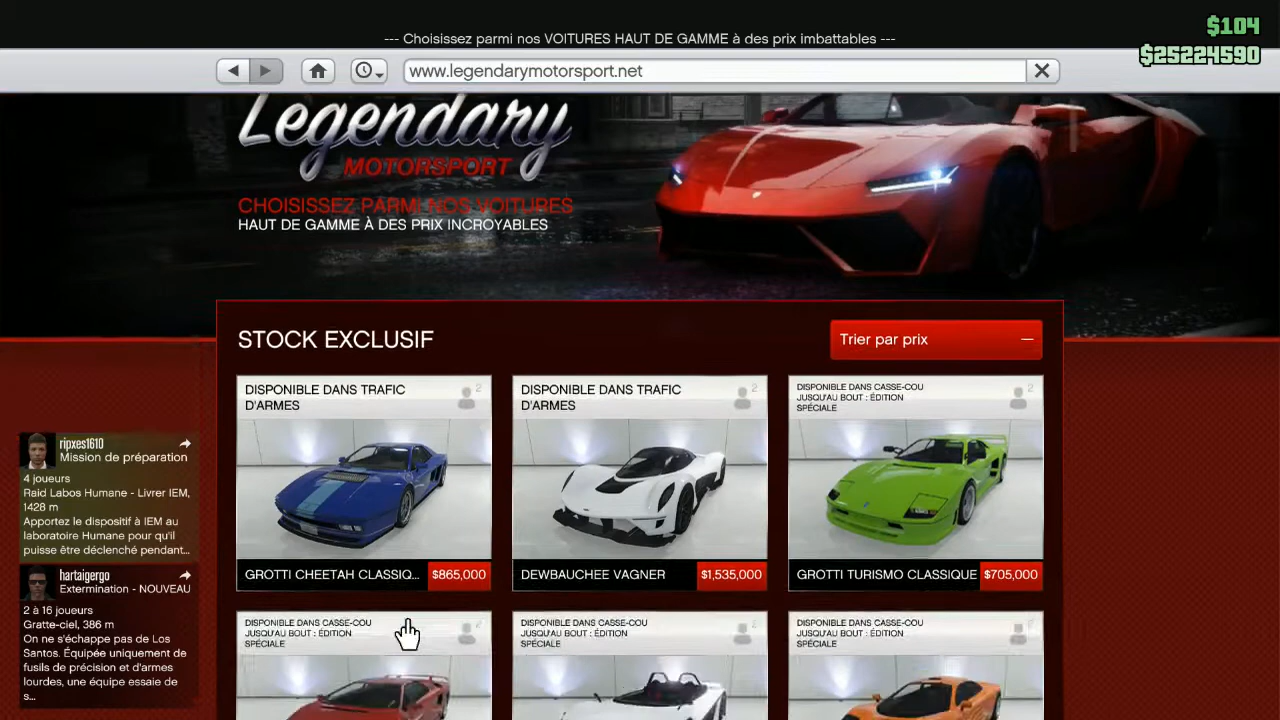 $104
--- Choisissez parmi nos VOITURES HAUT DE GAMME à des prix imbattables ---
$25224590
www.legendarymotorsport.net
Legendary
MOTORSPORT
CHOISISSEZ PARMI NOS VOITURES
HAUT DE GAMME À DES PRIX INCROYABLES
STOCK EXCLUSIF
Trier par prix
DISPONIBLE DANS TRAFIC
D'ARMES
2
DISPONIBLE DANS TRAFIC
D'ARMES
2
DISPONIBLE DANS CASSE-COU
JUSQU'AU BOUT : ÉDITION
SPÉCIALE
2
GROTTI CHEETAH CLASSIQ...
$865,000
DEWBAUCHEE VAGNER
$1,535,000
GROTTI TURISMO CLASSIQUE
$705,000
DISPONIBLE DANS CASSE-COU
JUSQU'AU BOUT : ÉDITION
SPÉCIALE
DISPONIBLE DANS CASSE-COU
JUSQU'AU BOUT : ÉDITION
SPÉCIALE
DISPONIBLE DANS CASSE-COU
JUSQU'AU BOUT : ÉDITION
SPÉCIALE
ripxes1610
Mission de préparation
4 joueurs
Raid Labos Humane - Livrer IEM,
1428 m
Apportez le dispositif à IEM au
laboratoire Humane pour qu'il
puisse être déclenché pendant...
hartaigergo
Extermination - NOUVEAU
2 à 16 joueurs
Gratte-ciel, 386 m
On ne s'échappe pas de Los
Santos. Équipée uniquement de
fusils de précision et d'armes
lourdes, une équipe essaie de
s...